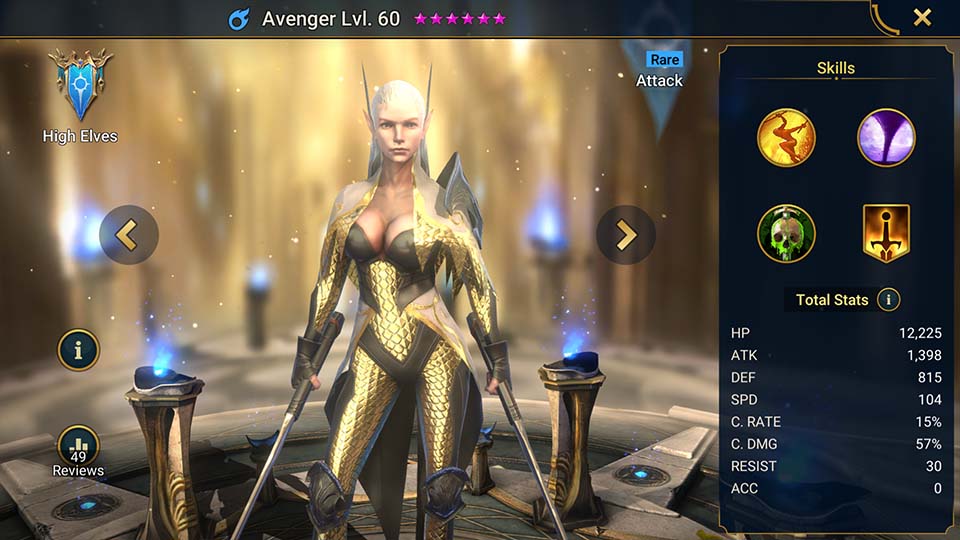 Avenger Lvl. 60
High Elves
Rare
Attack
49
Reviews
Skills
Total Stats
HP 12,225
ATK 1,398
DEF 815
SPD 104
C. RATE 15%
C. DMG 57%
RESIST 30
ACC 0